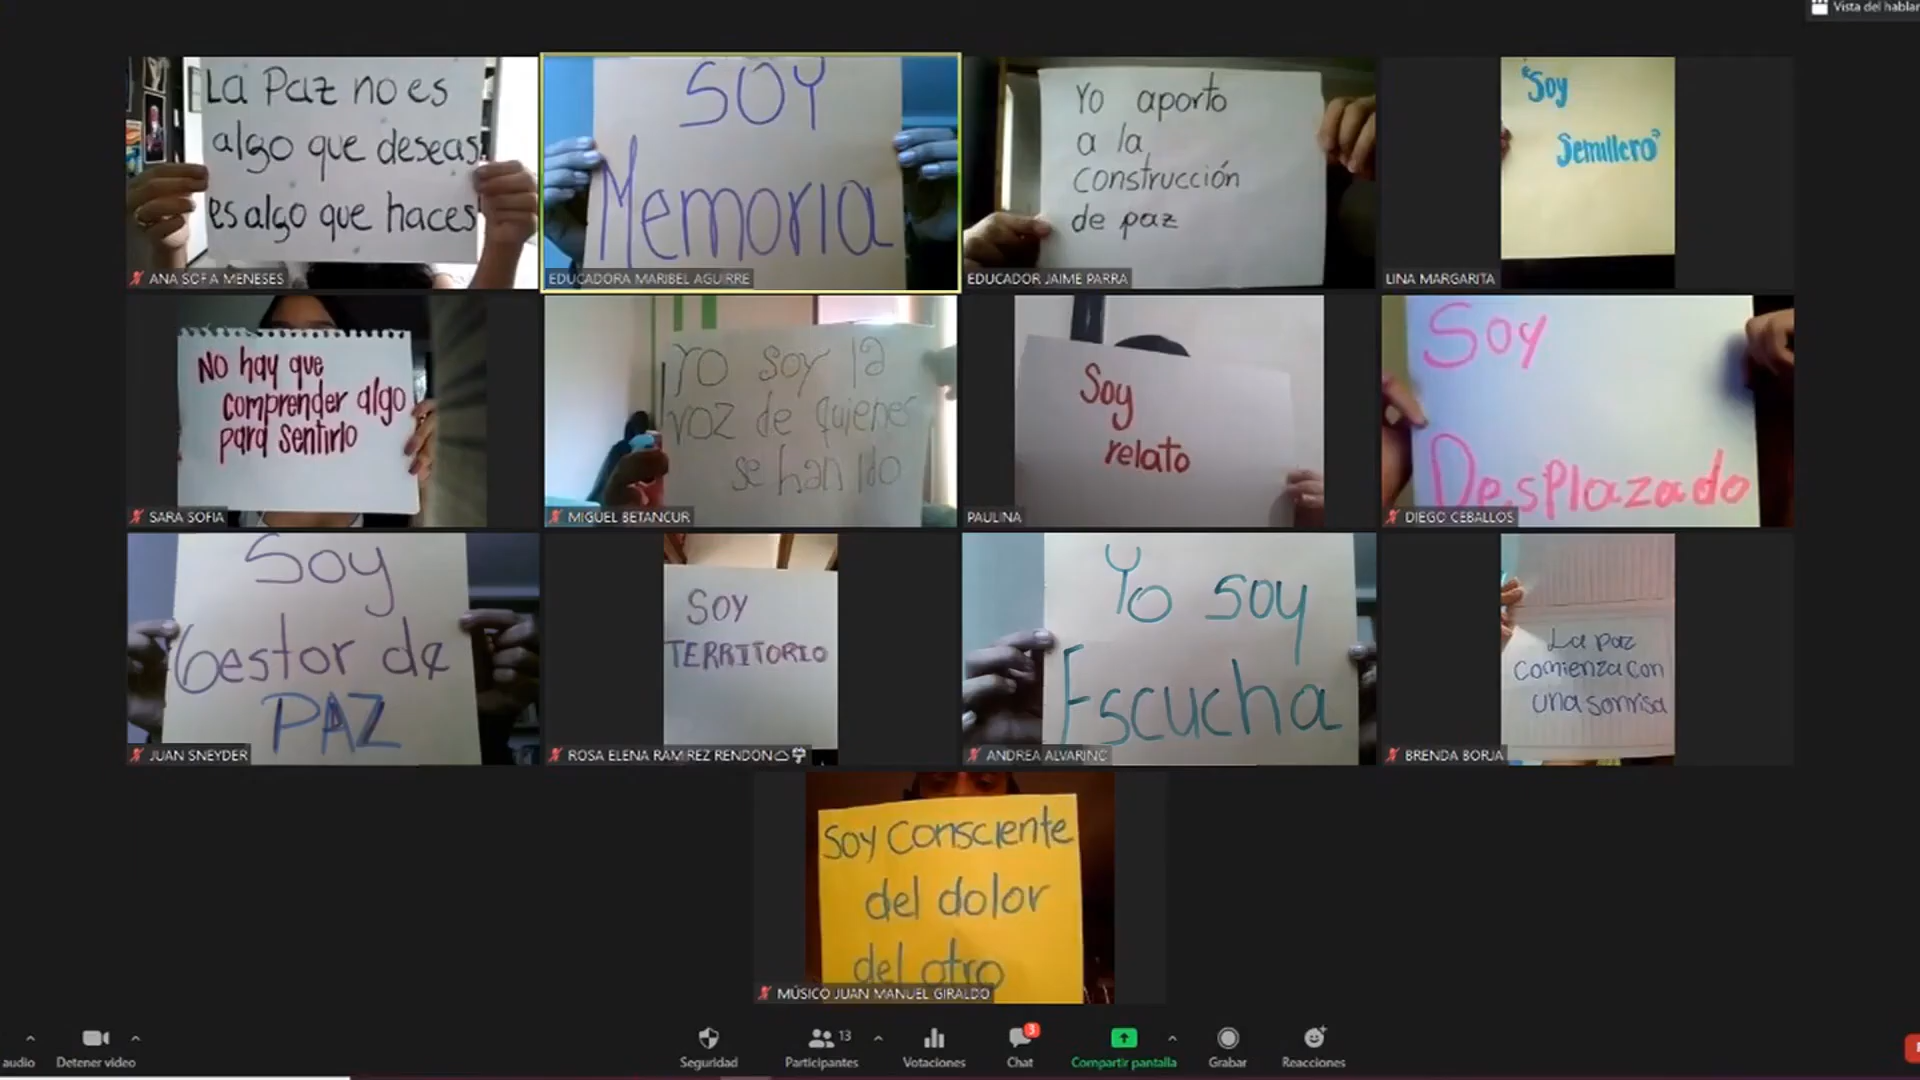 Vista del hablar
La Paz no es
algo que deseas
es algo que haces
ANA SOFIA MENESES
SOY
Memoria
EDUCADORA MARIBEL AGUIRRE
Yo aporto
a la
construcción
de paz
EDUCADOR JAIME PARRA
"Soy
Semillero"
LINA MARGARITA
No hay que
comprender algo
para sentirlo
SARA SOFIA
Yo soy la
voz de quienes
se han ido
MIGUEL BETANCUR
Soy
relato
PAULINA
Soy
Desplazado
DIEGO CEBALLOS
Soy
Gestor de
PAZ
JUAN SNEYDER
SOY
TERRITORIO
ROSA ELENA RAMIREZ RENDON
Yo soy
Escucha
ANDREA ALVARINO
La paz
comienza con
una sonrisa
BRENDA BORJA
Soy Consciente
del dolor
del otro
MÚSICO JUAN MANUEL GIRALDO
audio
Detener video
Seguridad
13
Participantes
Votaciones
3
Chat
Compartir pantalla
Grabar
Reacciones